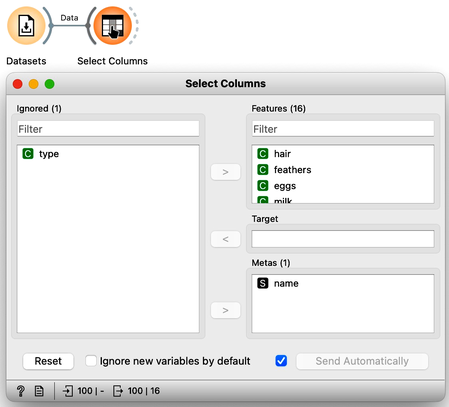 Data
Datasets
Select Columns
Select Columns
Ignored (1)
Filter
C type
Features (16)
Filter
C hair
C feathers
C eggs
C milk
>
Target
<
Metas (1)
S name
>
Reset
Ignore new variables by default
Send Automatically
? 100 | - 100 | 16